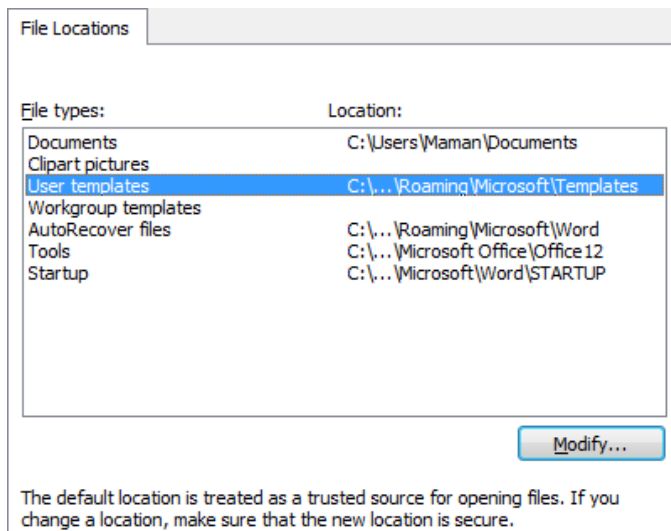 File Locations
File types: Location:
Documents C:\Users\Maman\Documents
Clipart pictures
User templates C:\...\Roaming\Microsoft\Templates
Workgroup templates
AutoRecover files C:\...\Roaming\Microsoft\Word
Tools C:\...\Microsoft Office\Office12
Startup C:\...\Microsoft\Word\STARTUP
Modify...
The default location is treated as a trusted source for opening files. If you
change a location, make sure that the new location is secure.